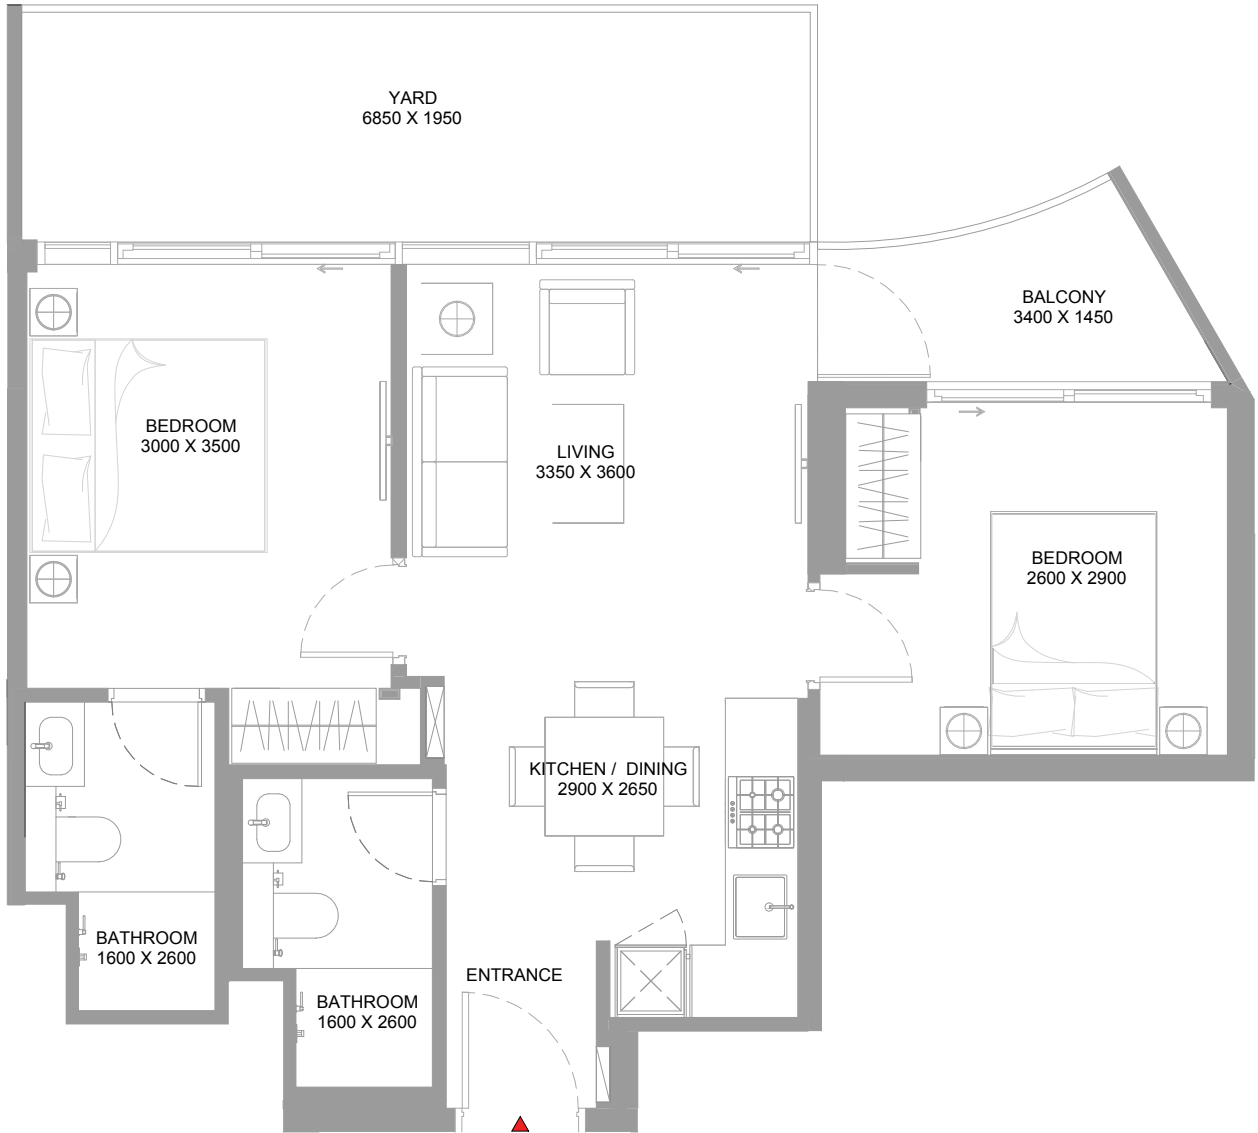 YARD
6850 X 1950
BALCONY
3400 X 1450
BEDROOM
3000 X 3500
LIVING
3350 X 3600
BEDROOM
2600 X 2900
KITCHEN / DINING
2900 X 2650
BATHROOM
1600 X 2600
ENTRANCE
BATHROOM
1600 X 2600